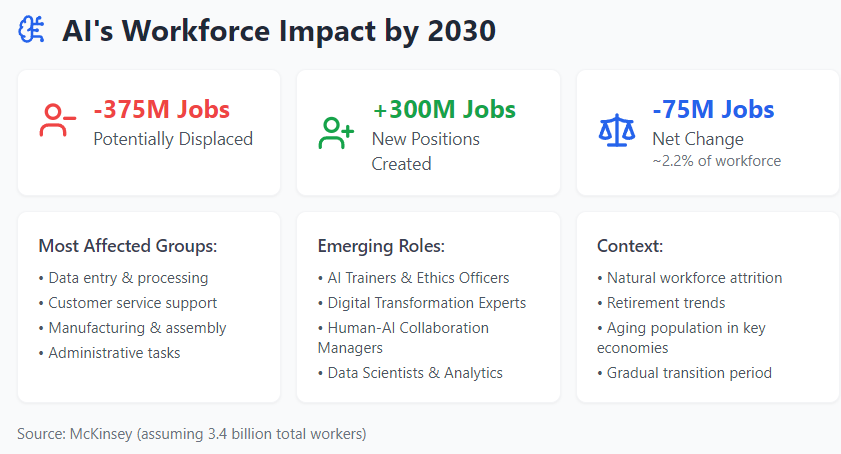 AI's Workforce Impact by 2030
-375M Jobs
Potentially Displaced
+300M Jobs
New Positions
Created
-75M Jobs
Net Change
~2.2% of workforce
Most Affected Groups:
• Data entry & processing
• Customer service support
• Manufacturing & assembly
• Administrative tasks
Emerging Roles:
• AI Trainers & Ethics Officers
• Digital Transformation Experts
• Human-AI Collaboration
Managers
• Data Scientists & Analytics
Context:
• Natural workforce attrition
• Retirement trends
• Aging population in key
economies
• Gradual transition period
Source: McKinsey (assuming 3.4 billion total workers)